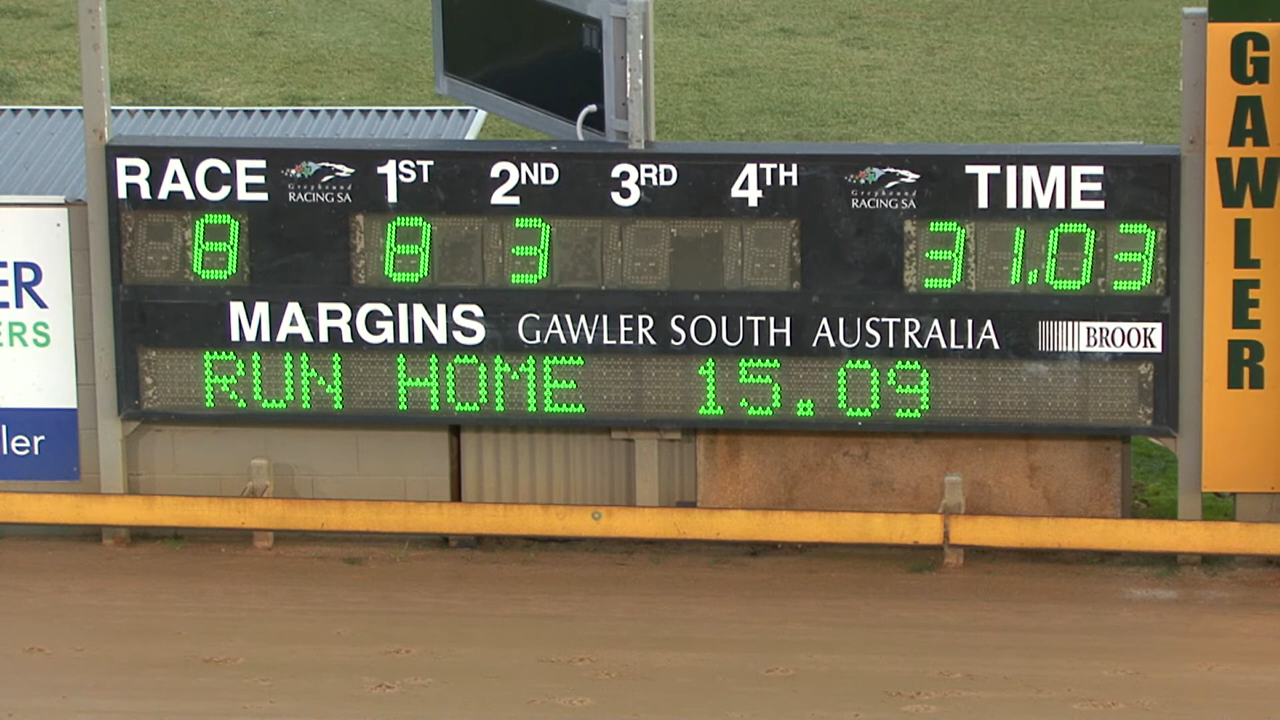 RACE 1ST 2ND 3RD 4TH TIME
Greyhound RACING SA
Greyhound RACING SA
8 8 3 31.03
MARGINS GAWLER SOUTH AUSTRALIA BROOK
RUN HOME 15.09
GAWLER
ER
ERS
ler